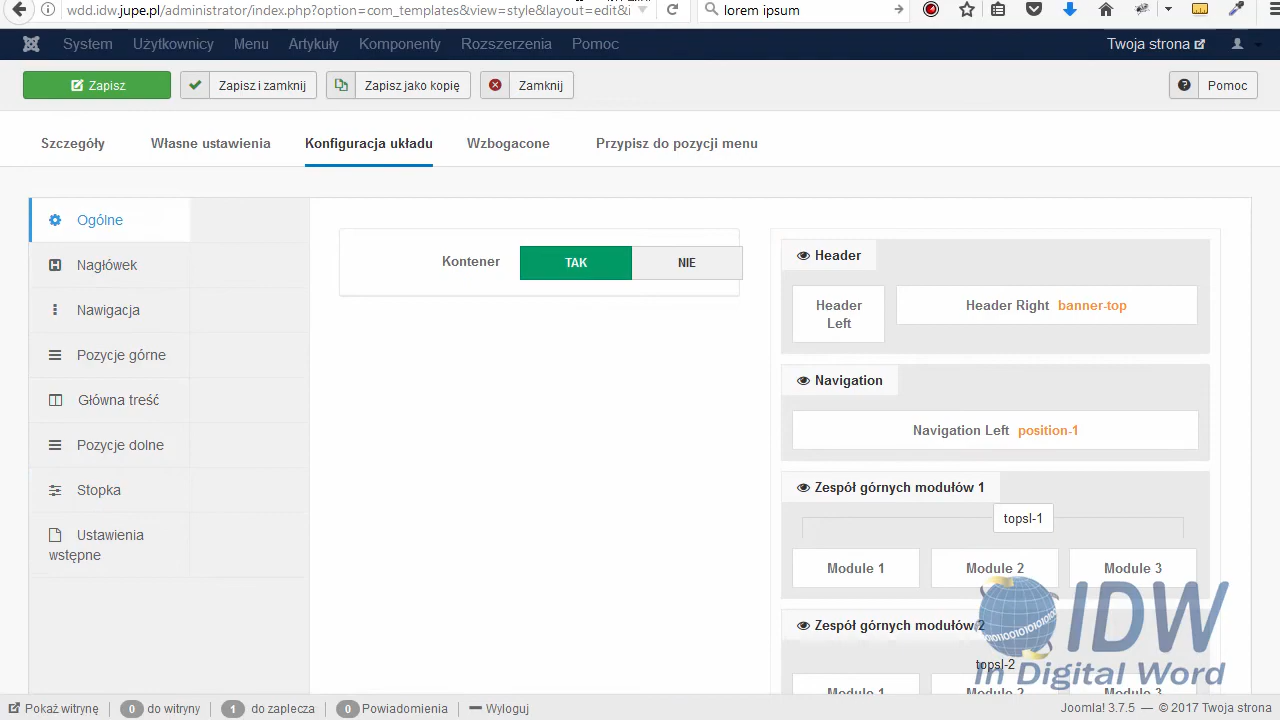 wdd.idw.jupe.pl/administrator/index.php?option=com_templates&view=style&layout=edit&i
lorem ipsum
System Użytkownicy Menu Artykuły Komponenty Rozszerzenia Pomoc Twoja strona
Zapisz Zapisz i zamknij Zapisz jako kopię Zamknij Pomoc
Szczegóły Własne ustawienia Konfiguracja układu Wzbogacone Przypisz do pozycji menu
Ogólne
Nagłówek
Nawigacja
Pozycje górne
Główna treść
Pozycje dolne
Stopka
Ustawienia
wstępne
Kontener TAK NIE
Header
Header
Left
Header Right banner-top
Navigation
Navigation Left position-1
Zespół górnych modułów 1
topsl-1
Module 1 Module 2 Module 3
Zespół górnych modułów 2
topsl-2
Module 1 Module 2 Module 3
IDW
in Digital Word
Pokaż witrynę 0 do witryny 1 do zaplecza 0 Powiadomienia Wyloguj
Joomla! 3.7.5 — © 2017 Twoja strona